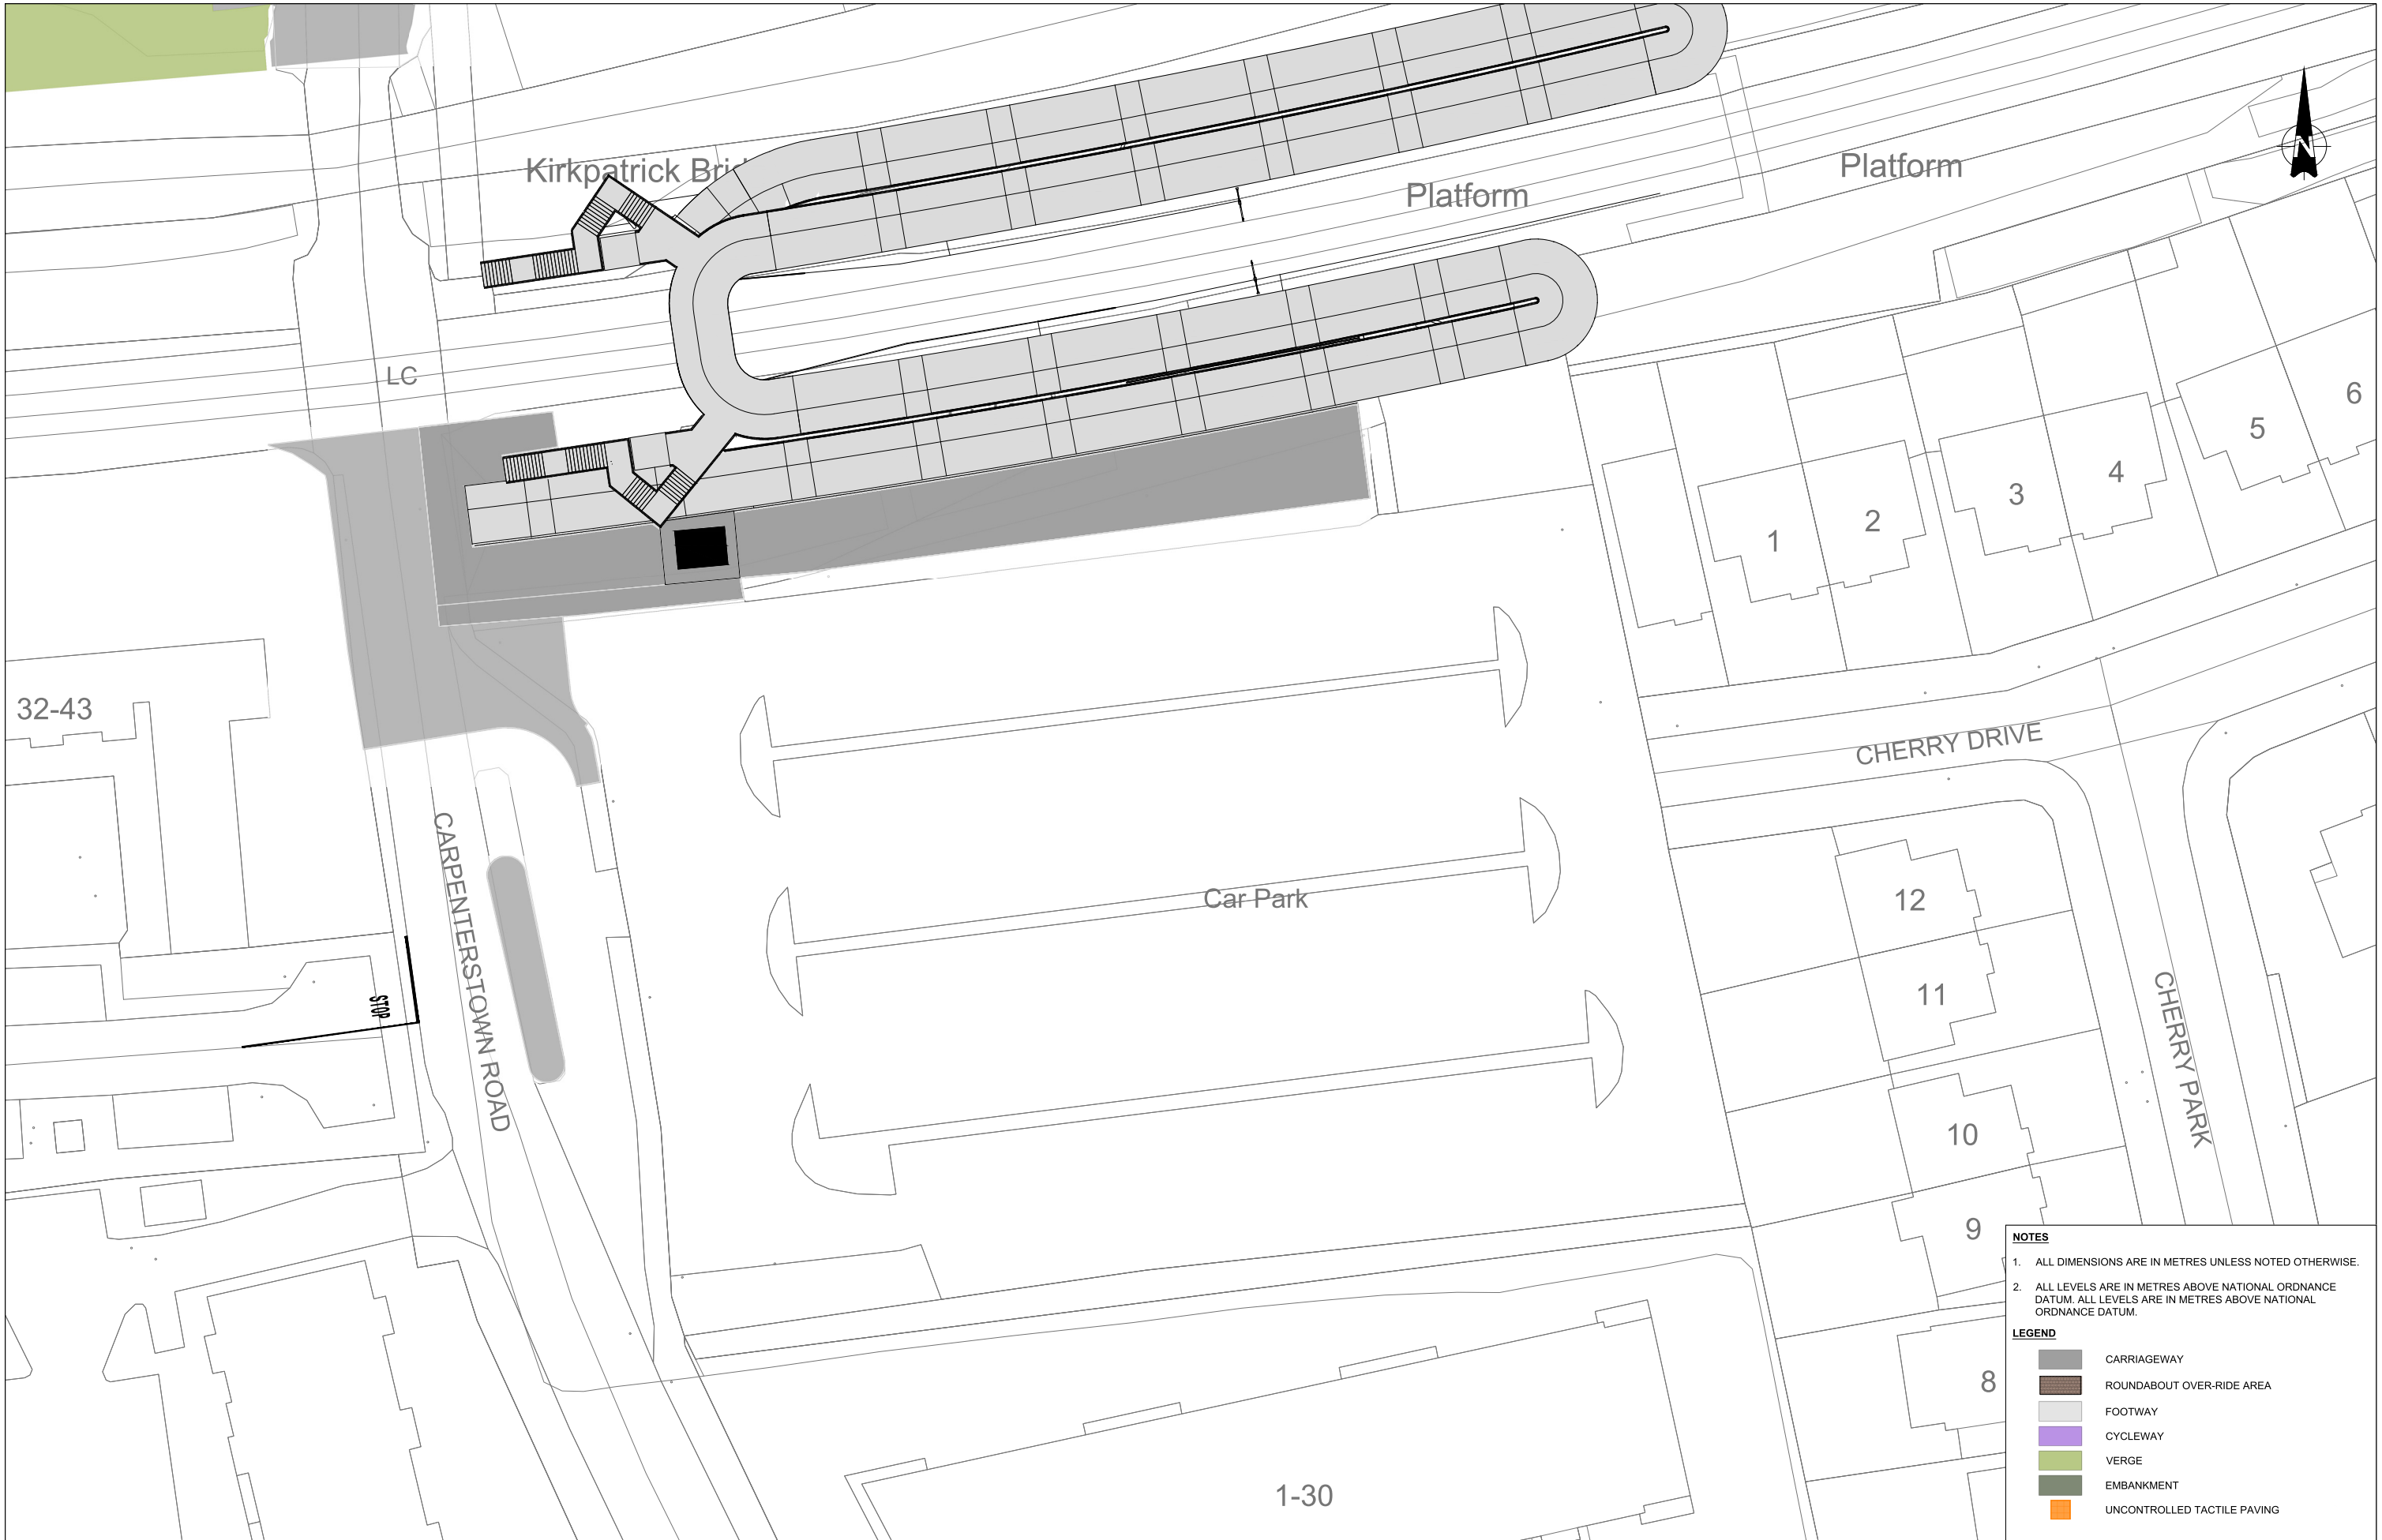 Kirkpatrick Bri
Platform
Platform
N
LC
6
5
4
3
2
1
32-43
CHERRY DRIVE
CARPENTERSTOWN ROAD
Car Park
12
11
STOP
CHERRY PARK
10
9
8
1-30
NOTES
1. ALL DIMENSIONS ARE IN METRES UNLESS NOTED OTHERWISE.
2. ALL LEVELS ARE IN METRES ABOVE NATIONAL ORDNANCE
DATUM. ALL LEVELS ARE IN METRES ABOVE NATIONAL
ORDNANCE DATUM.
LEGEND
CARRIAGEWAY
ROUNDABOUT OVER-RIDE AREA
FOOTWAY
CYCLEWAY
VERGE
EMBANKMENT
UNCONTROLLED TACTILE PAVING